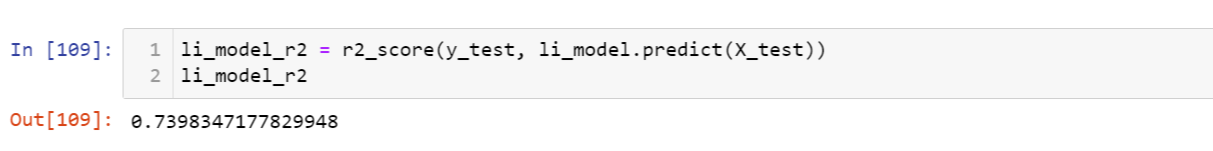 In [109]: 1 li_model_r2 = r2_score(y_test, li_model.predict(X_test))
2 li_model_r2
Out[109]: 0.7398347177829948